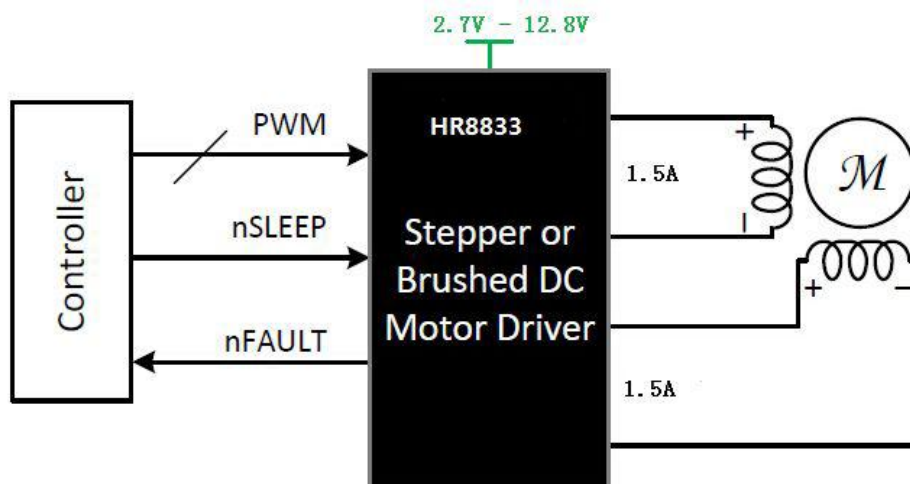 2.7V - 12.8V
Controller
PWM
nSLEEP
nFAULT
HR8833
Stepper or
Brushed DC
Motor Driver
1.5A
1.5A
+
-
M
+ -